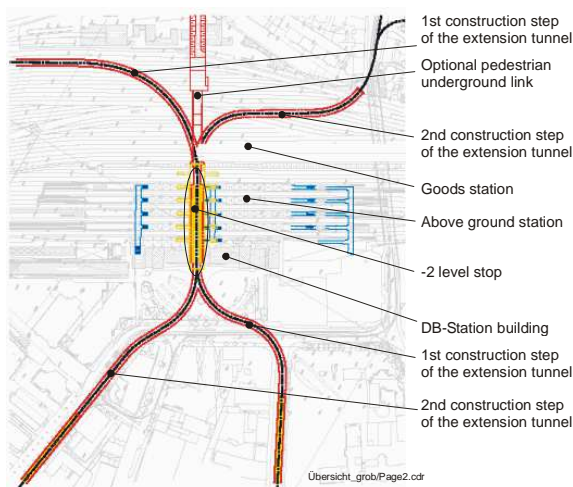 1st construction step
of the extension tunnel
Optional pedestrian
underground link
2nd construction step
of the extension tunnel
Goods station
Above ground station
-2 level stop
DB-Station building
1st construction step
of the extension tunnel
2nd construction step
of the extension tunnel
Übersicht_grob/Page2.cdr